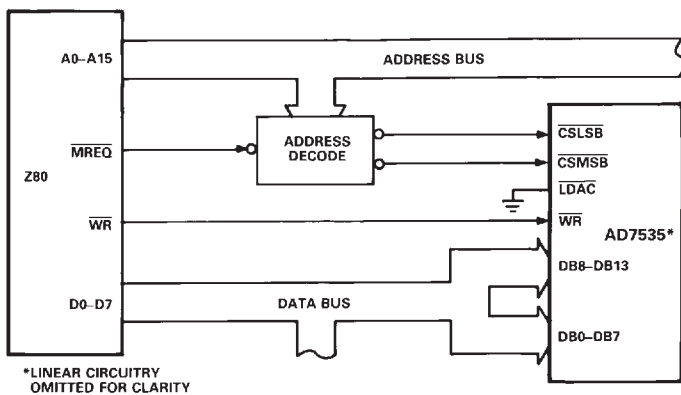 A0–A15
ADDRESS BUS
MREQ
ADDRESS
DECODE
CSLSB
CSMSB
Z80
LDAC
WR
WR
AD7535*
DB8–DB13
D0–D7
DATA BUS
DB0–DB7
*LINEAR CIRCUITRY
OMITTED FOR CLARITY